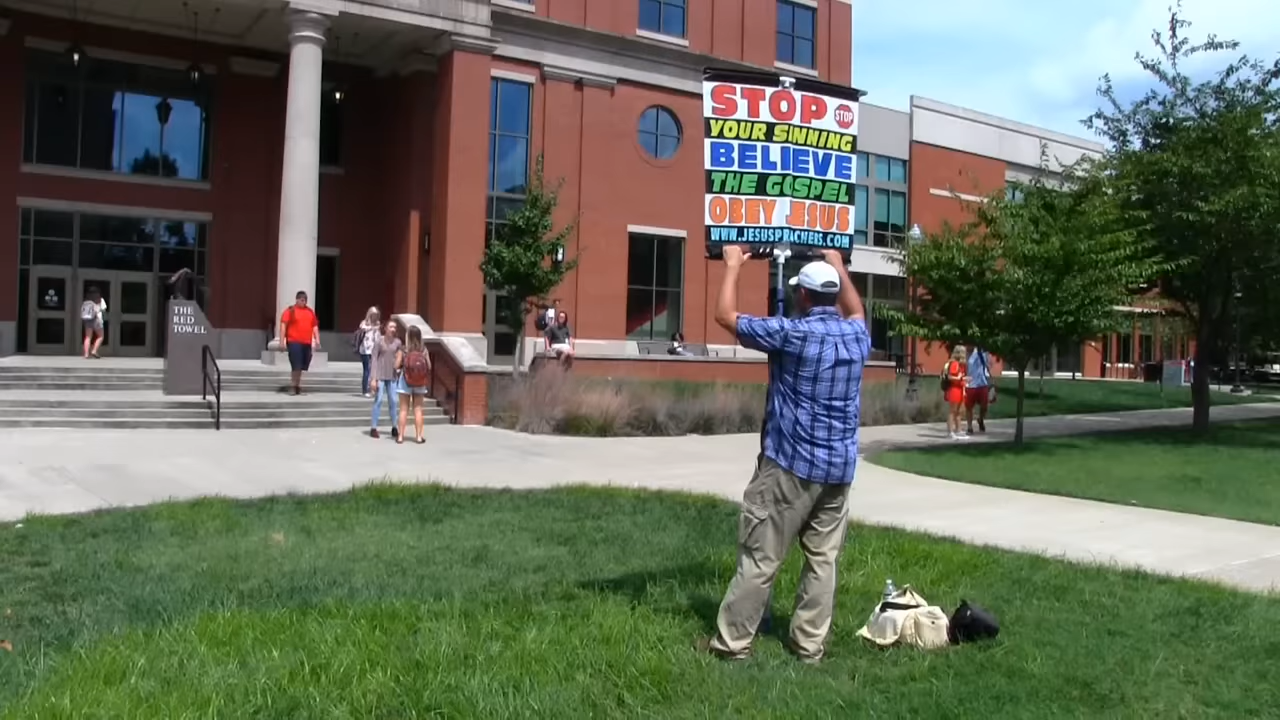 STOP STOP
YOUR SINNING
BELIEVE
THE GOSPEL
OBEY JESUS
WWW.JESUSPREACHERS.COM
THE
RED
TOWEL